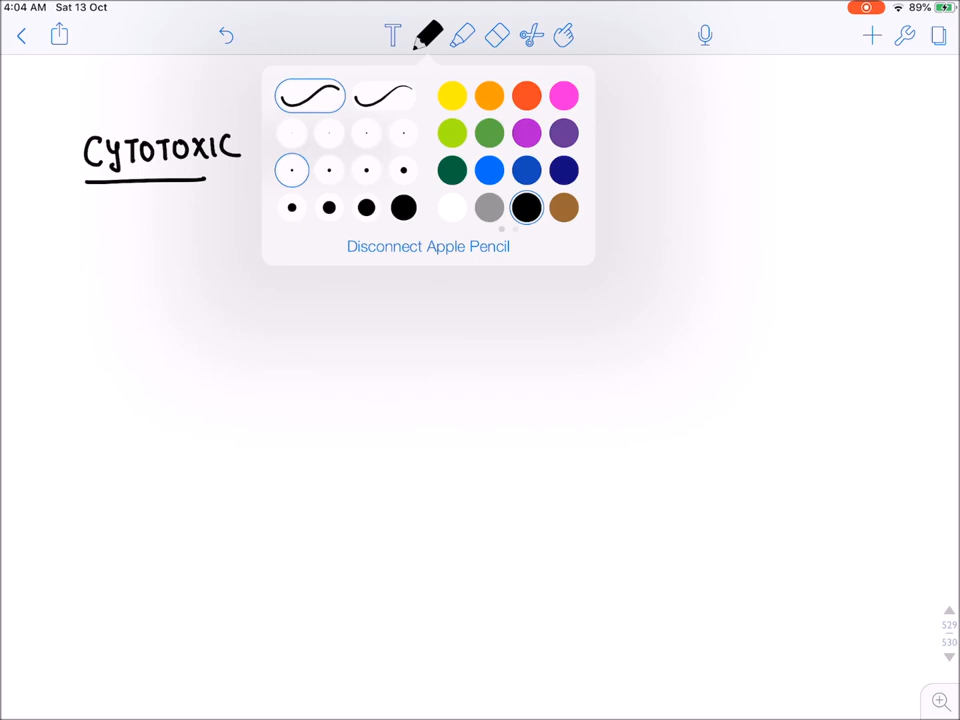 4:04 AM Sat 13 Oct 89%
T
CYTOTOXIC
Disconnect Apple Pencil
529
530